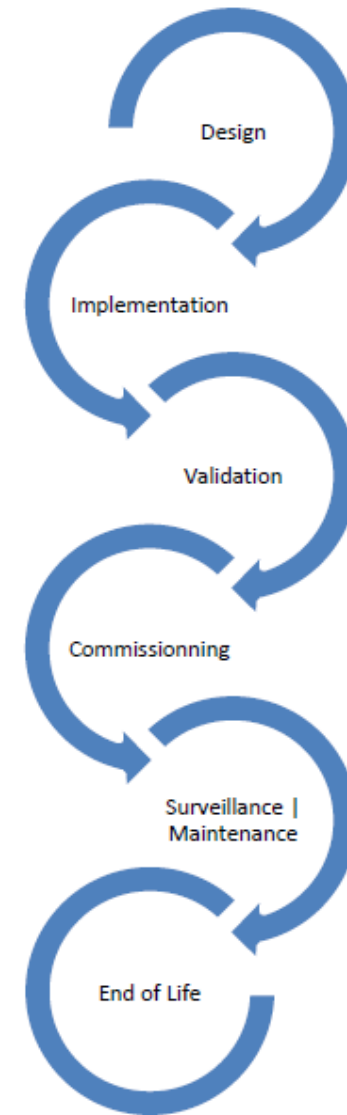 Design
Implementation
Validation
Commissionning
Surveillance |
Maintenance
End of Life